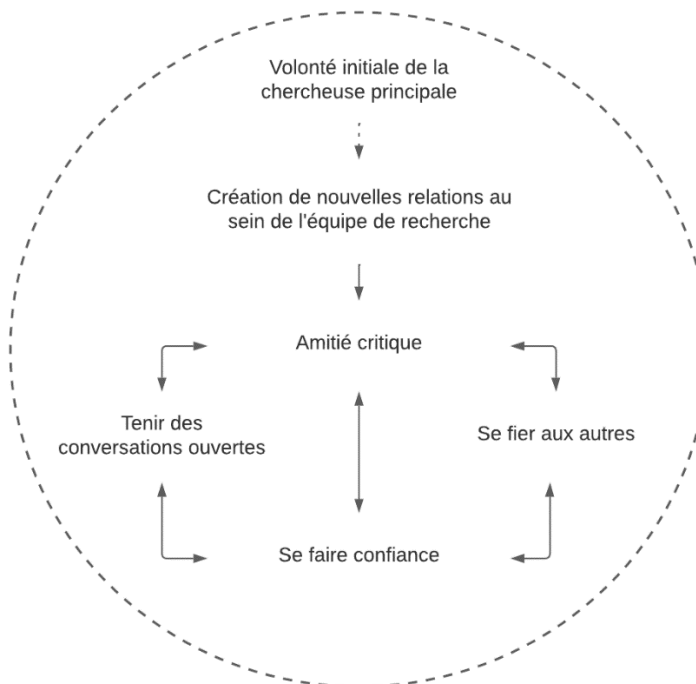 Volonté initiale de la
chercheuse principale
Création de nouvelles relations au
sein de l'équipe de recherche
Amitié critique
Tenir des
conversations ouvertes
Se fier aux autres
Se faire confiance